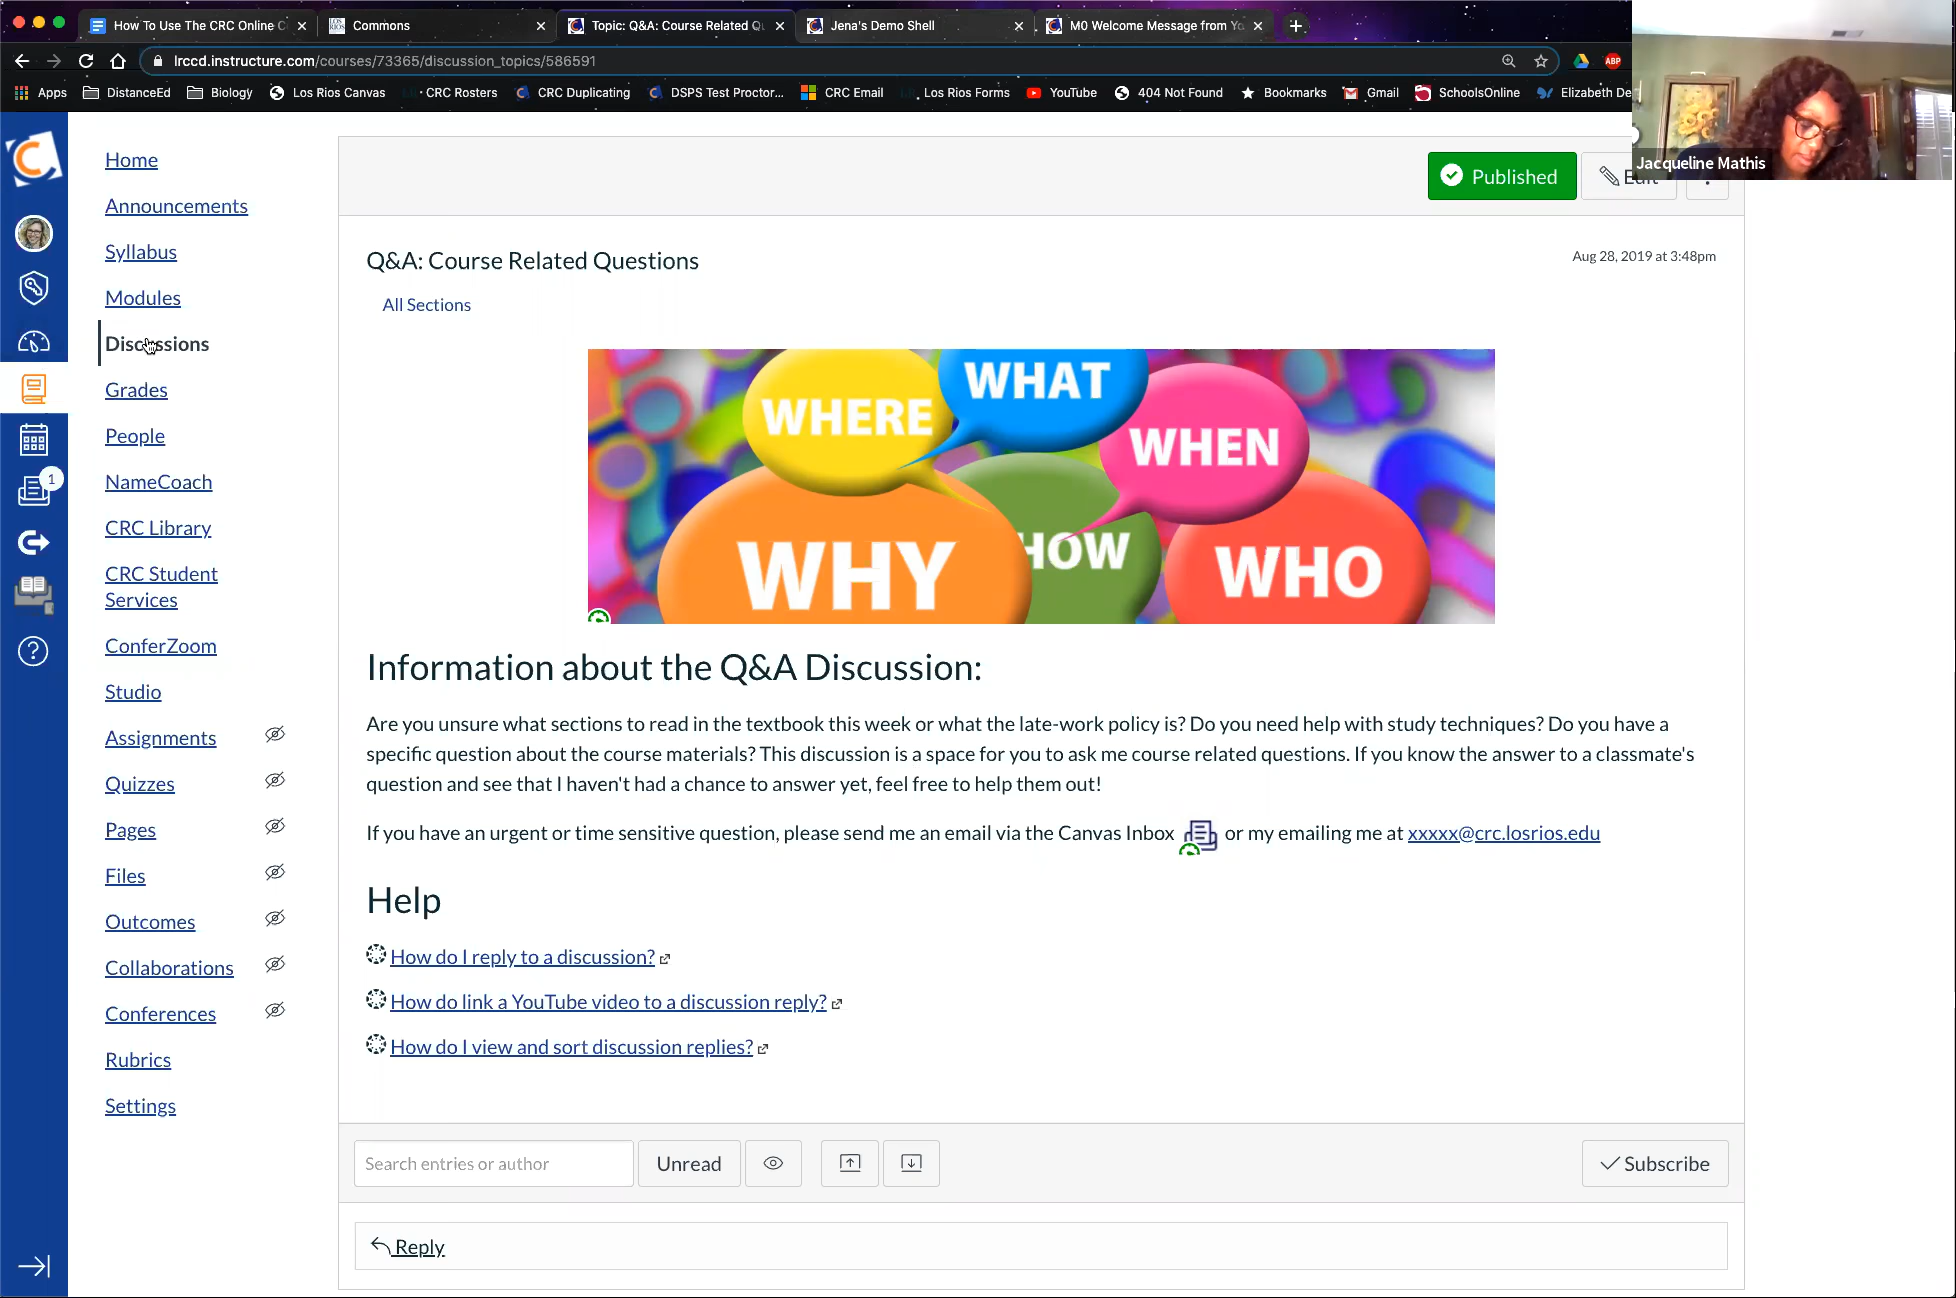 How To Use The CRC Online C
Commons
Topic: Q&A: Course Related Qu
Jena's Demo Shell
M0 Welcome Message from Yo
lrccd.instructure.com/courses/73365/discussion_topics/586591
Apps
DistanceEd
Biology
Los Rios Canvas
CRC Rosters
CRC Duplicating
DSPS Test Proctor...
CRC Email
Los Rios Forms
YouTube
404 Not Found
Bookmarks
Gmail
SchoolsOnline
Elizabeth De
ABP
Jacqueline Mathis
Home
Announcements
Syllabus
Modules
Discussions
Grades
People
NameCoach
CRC Library
CRC Student
Services
ConferZoom
Studio
Assignments
Quizzes
Pages
Files
Outcomes
Collaborations
Conferences
Rubrics
Settings
1
Published
Edit
Q&A: Course Related Questions
Aug 28, 2019 at 3:48pm
All Sections
WHERE
WHAT
WHEN
WHY
HOW
WHO
Information about the Q&A Discussion:
Are you unsure what sections to read in the textbook this week or what the late-work policy is? Do you need help with study techniques? Do you have a
specific question about the course materials? This discussion is a space for you to ask me course related questions. If you know the answer to a classmate's
question and see that I haven't had a chance to answer yet, feel free to help them out!
If you have an urgent or time sensitive question, please send me an email via the Canvas Inbox or my emailing me at xxxxx@crc.losrios.edu
Help
How do I reply to a discussion?
How do link a YouTube video to a discussion reply?
How do I view and sort discussion replies?
Search entries or author
Unread
Subscribe
Reply